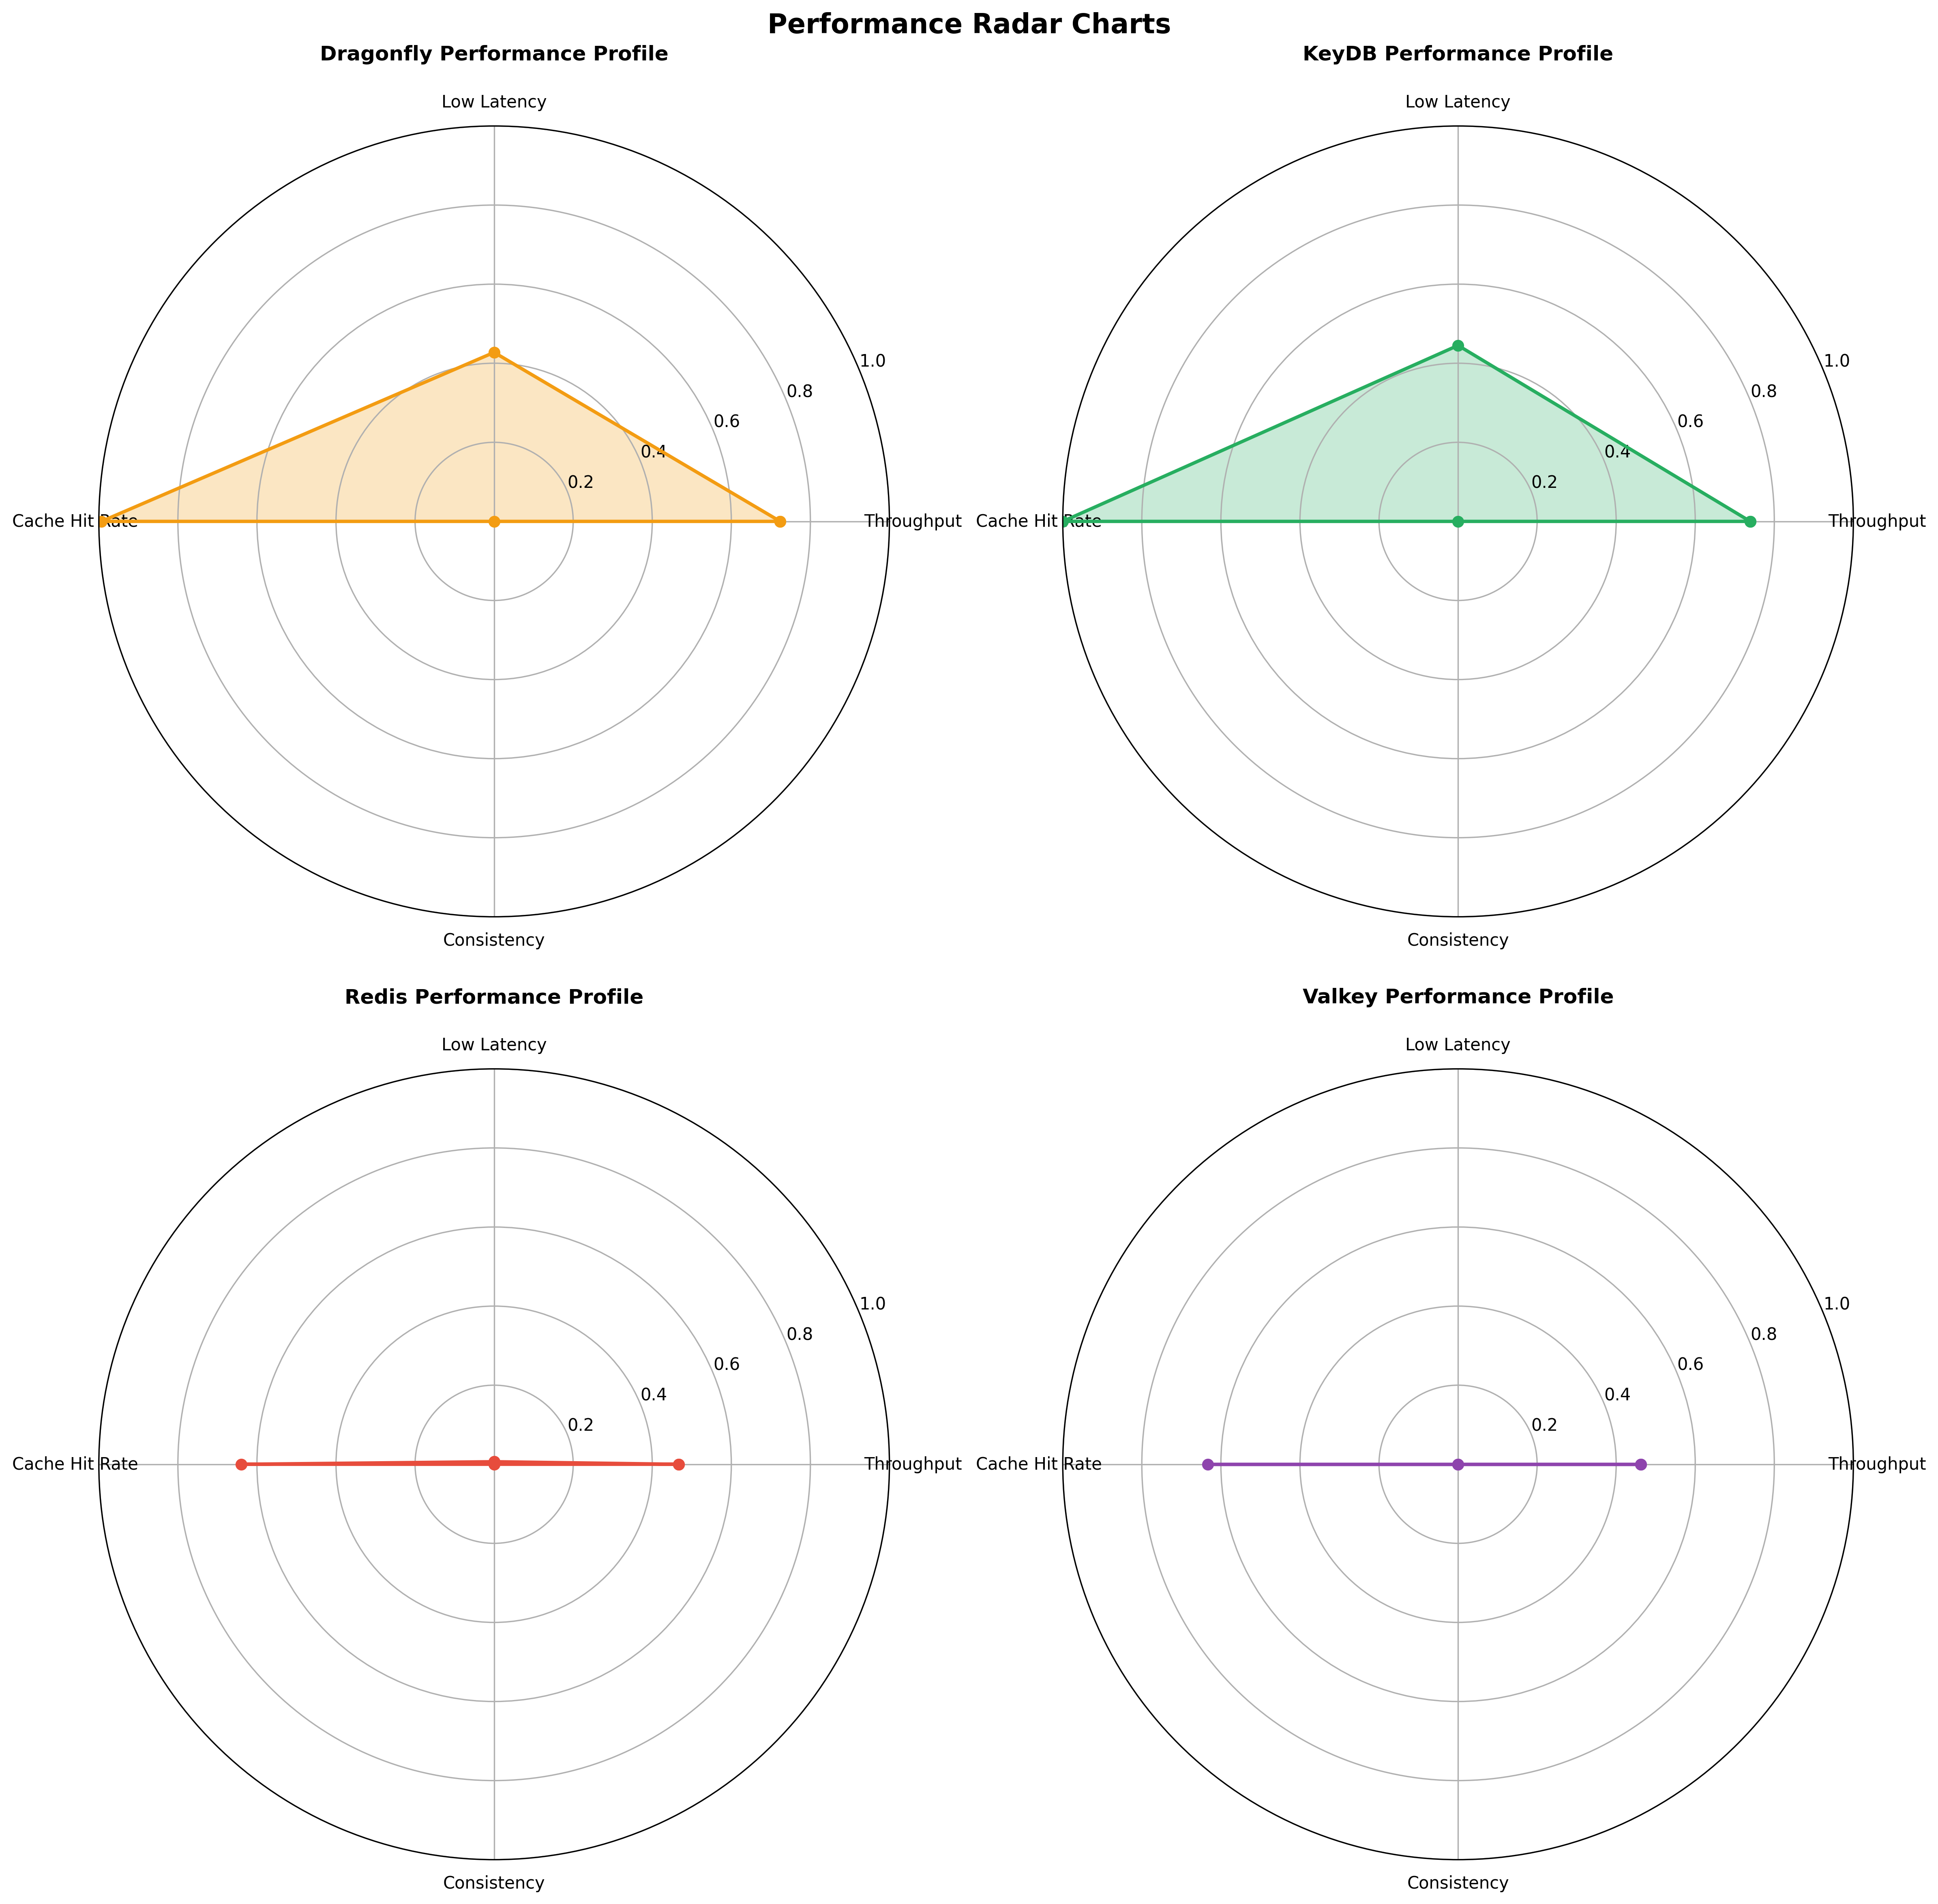 Performance Radar Charts
Dragonfly Performance Profile
Low Latency
1.0
0.8
0.6
0.4
0.2
Cache Hit Rate
Throughput
Consistency
KeyDB Performance Profile
Low Latency
1.0
0.8
0.6
0.4
0.2
Cache Hit Rate
Throughput
Consistency
Redis Performance Profile
Low Latency
1.0
0.8
0.6
0.4
0.2
Cache Hit Rate
Throughput
Consistency
Valkey Performance Profile
Low Latency
1.0
0.8
0.6
0.4
0.2
Cache Hit Rate
Throughput
Consistency